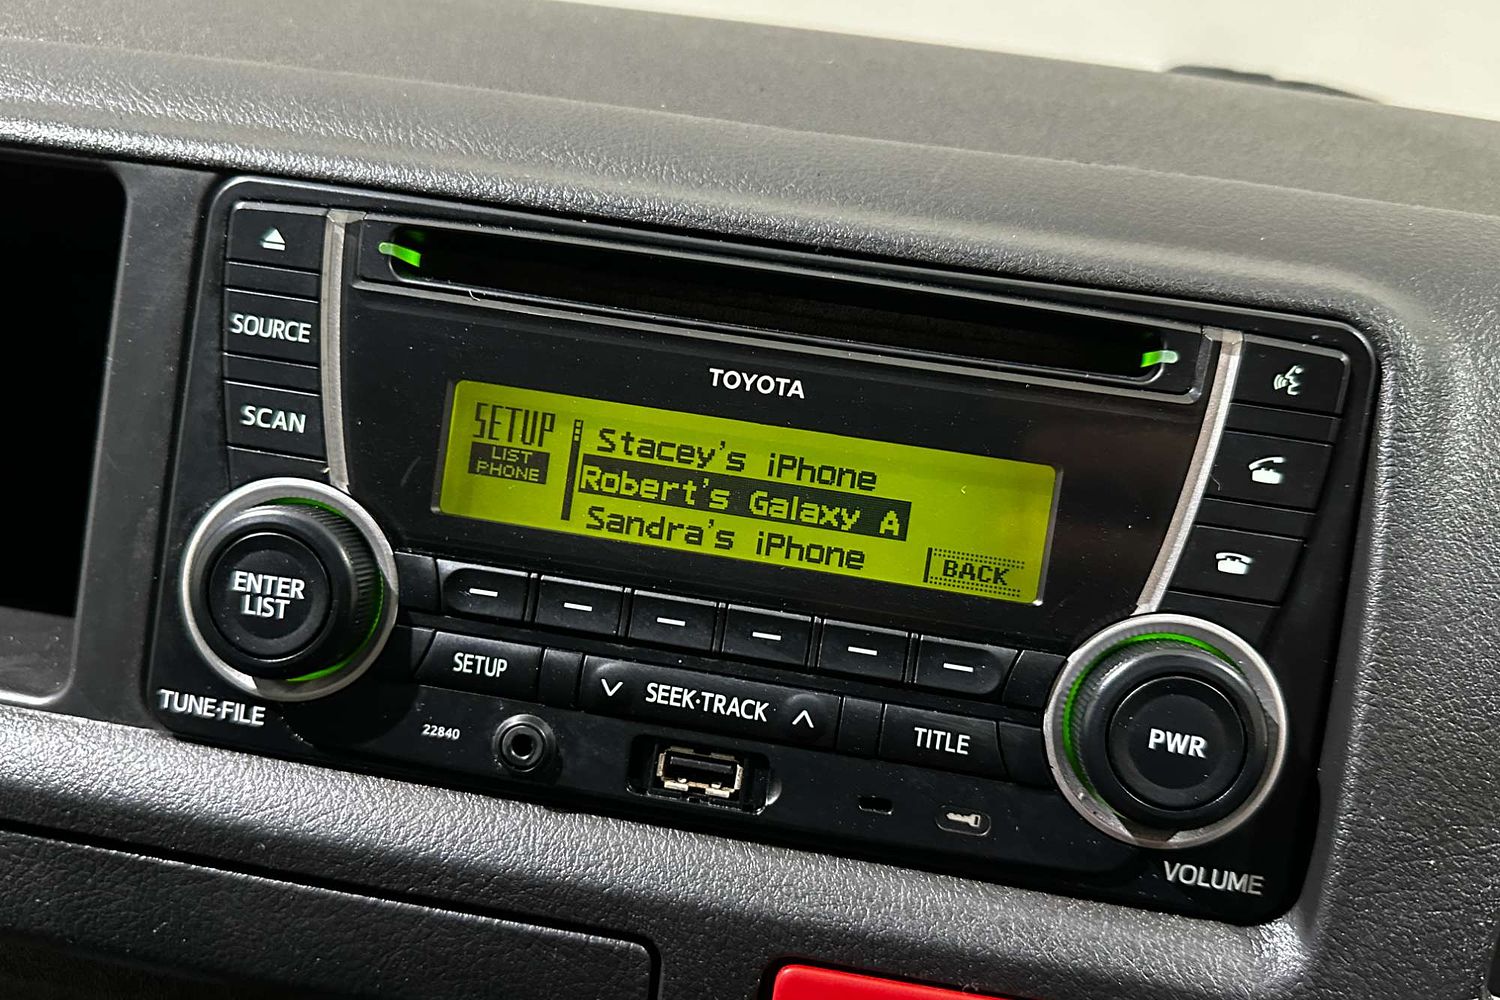 TOYOTA
SOURCE
SCAN
SETUP
LIST
PHONE
Stacey's iPhone
Robert's Galaxy A
Sandra's iPhone
BACK
ENTER
LIST
TUNE·FILE
SETUP
SEEK·TRACK
TITLE
PWR
VOLUME
22840